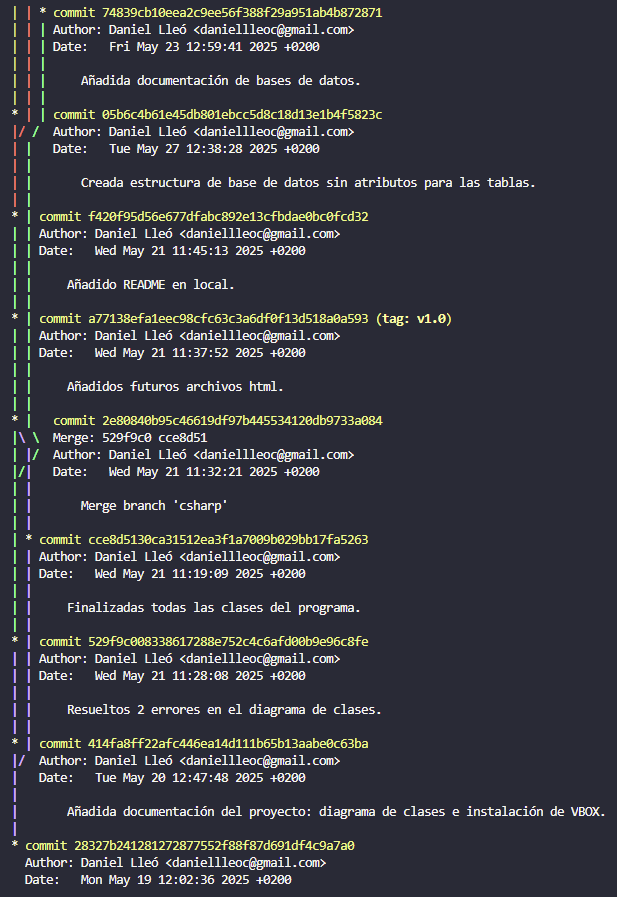 | | * commit 74839cb10eea2c9ee56f388f29a951ab4b872871
| | | Author: Daniel Lleó <daniellleoc@gmail.com>
| | | Date:   Fri May 23 12:59:41 2025 +0200
| | |
| | |     Añadida documentación de bases de datos.
| | |
* | | commit 05b6c4b61e45db801ebcc5d8c18d13e1b4f5823c
|/ /  Author: Daniel Lleó <daniellleoc@gmail.com>
| |   Date:   Tue May 27 12:38:28 2025 +0200
| |
| |       Creada estructura de base de datos sin atributos para las tablas.
| |
* | commit f420f95d56e677dfabc892e13cfbdae0bc0fcd32
| | Author: Daniel Lleó <daniellleoc@gmail.com>
| | Date:   Wed May 21 11:45:13 2025 +0200
| |
| |     Añadido README en local.
| |
* | commit a77138efa1eec98cfc63c3a6df0f13d518a0a593 (tag: v1.0)
| | Author: Daniel Lleó <daniellleoc@gmail.com>
| | Date:   Wed May 21 11:37:52 2025 +0200
| |
| |     Añadidos futuros archivos html.
| |
* |   commit 2e80840b95c46619df97b445534120db9733a084
|\ \  Merge: 529f9c0 cce8d51
| |/  Author: Daniel Lleó <daniellleoc@gmail.com>
|/|   Date:   Wed May 21 11:32:21 2025 +0200
| |
| |       Merge branch 'csharp'
| |
| * commit cce8d5130ca31512ea3f1a7009b029bb17fa5263
| | Author: Daniel Lleó <daniellleoc@gmail.com>
| | Date:   Wed May 21 11:19:09 2025 +0200
| |
| |     Finalizadas todas las clases del programa.
| |
* | commit 529f9c008338617288e752c4c6afd00b9e96c8fe
| | Author: Daniel Lleó <daniellleoc@gmail.com>
| | Date:   Wed May 21 11:28:08 2025 +0200
| |
| |     Resueltos 2 errores en el diagrama de clases.
| |
* | commit 414fa8ff22afc446ea14d111b65b13aabe0c63ba
|/  Author: Daniel Lleó <daniellleoc@gmail.com>
|   Date:   Tue May 20 12:47:48 2025 +0200
|
|       Añadida documentación del proyecto: diagrama de clases e instalación de VBOX.
|
* commit 28327b241281272877552f88f87d691df4c9a7a0
  Author: Daniel Lleó <daniellleoc@gmail.com>
  Date:   Mon May 19 12:02:36 2025 +0200